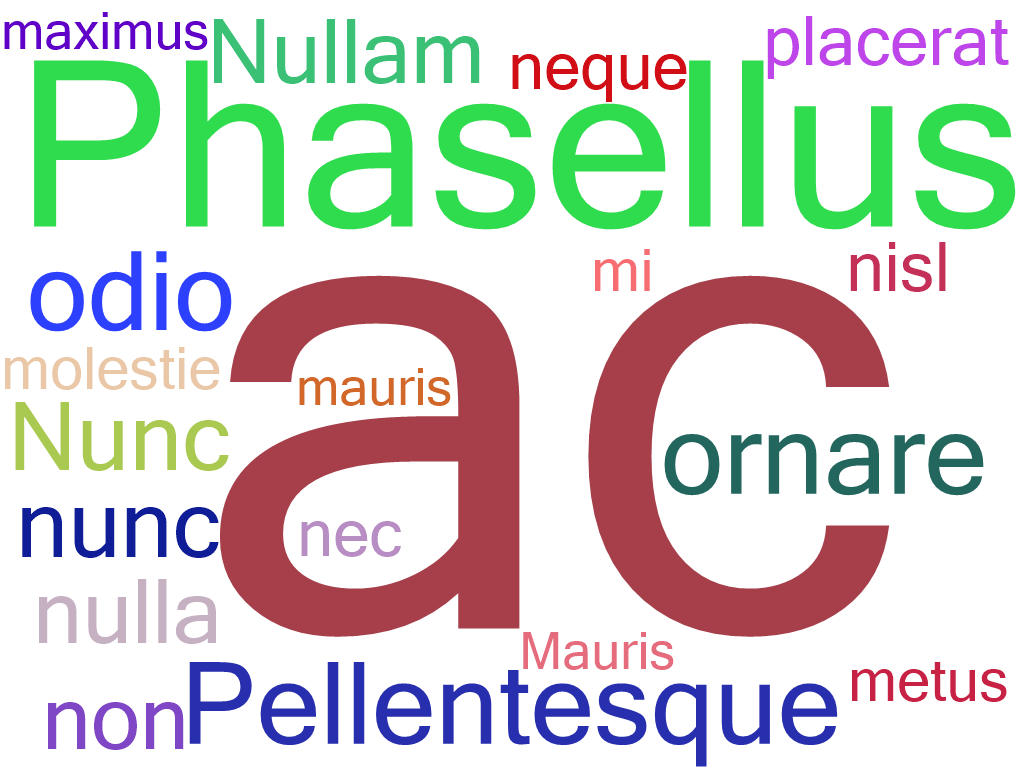 maximus
Nullam
neque
placerat
Phasellus
odio
mi
nisl
ac
molestie
mauris
Nunc
ornare
nunc
nec
nulla
Mauris
Pellentesque
metus
non